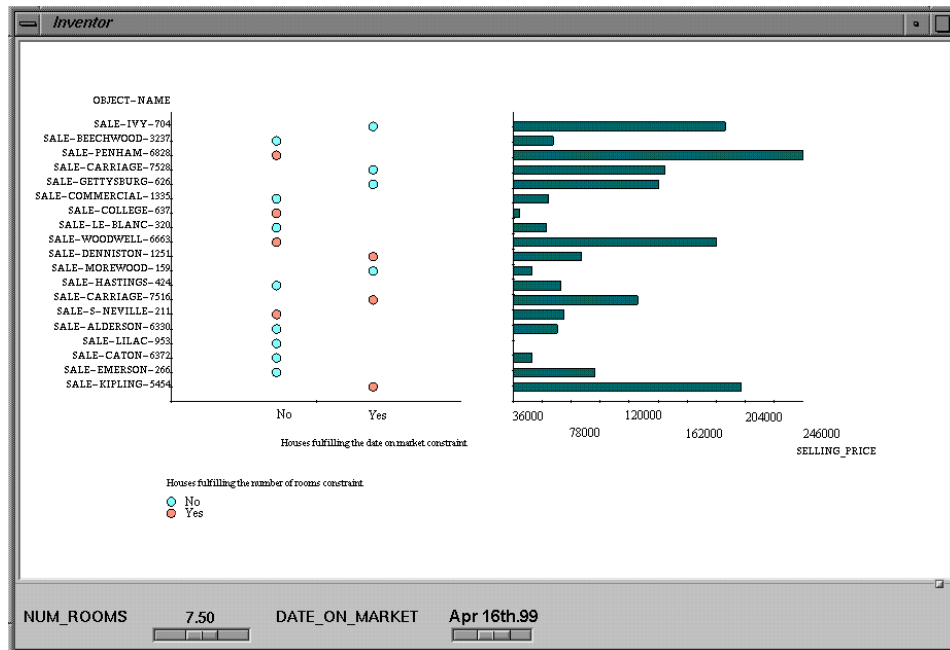 Inventor
OBJECT-NAME
SALE-IVY-704
SALE-BEECHWOOD-3237
SALE-PENHAM-6828
SALE-CARRIAGE-7528
SALE-GETTYSBURG-626
SALE-COMMERCIAL-1335
SALE-COLLEGE-637
SALE-LE-BLANC-320
SALE-WOODWELL-6663
SALE-DENNISTON-1251
SALE-MOREWOOD-159
SALE-HASTINGS-424
SALE-CARRIAGE-7516
SALE-S-NEVILLE-211
SALE-ALDERSON-6330
SALE-LILAC-953
SALE-CATON-6372
SALE-EMERSON-266
SALE-KIPLING-5454
No Yes
Houses fulfilling the date on market constraint
36000 120000 204000
78000 162000 246000
SELLING_PRICE
Houses fulfilling the number of rooms constraint
No
Yes
NUM_ROOMS 7.50 DATE_ON_MARKET Apr 16th.99